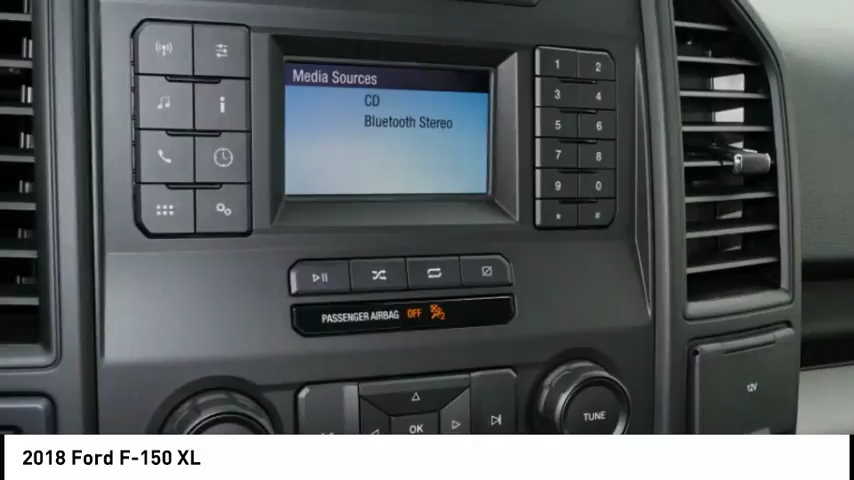 Media Sources
CD
Bluetooth Stereo
1 2
3 4
5 6
7 8
9 0
* #
PASSENGER AIRBAG OFF
OK
TUNE
12V
2018 Ford F-150 XL